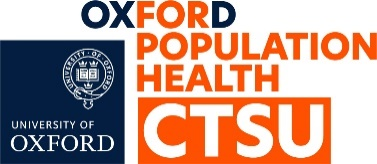 OXFORD
POPULATION
HEALTH
CTSU
UNIVERSITY OF
OXFORD